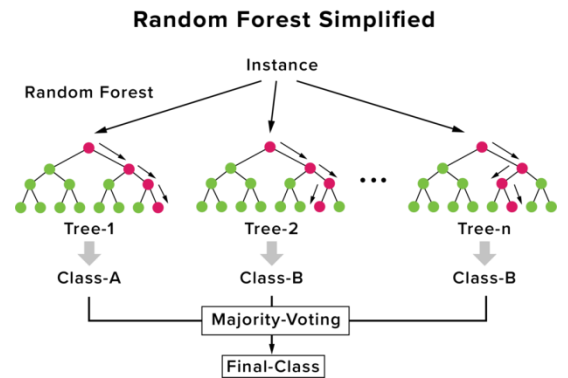 Random Forest Simplified
Instance
Random Forest
Tree-1 Tree-2 Tree-n
Class-A Class-B Class-B
Majority-Voting
Final-Class